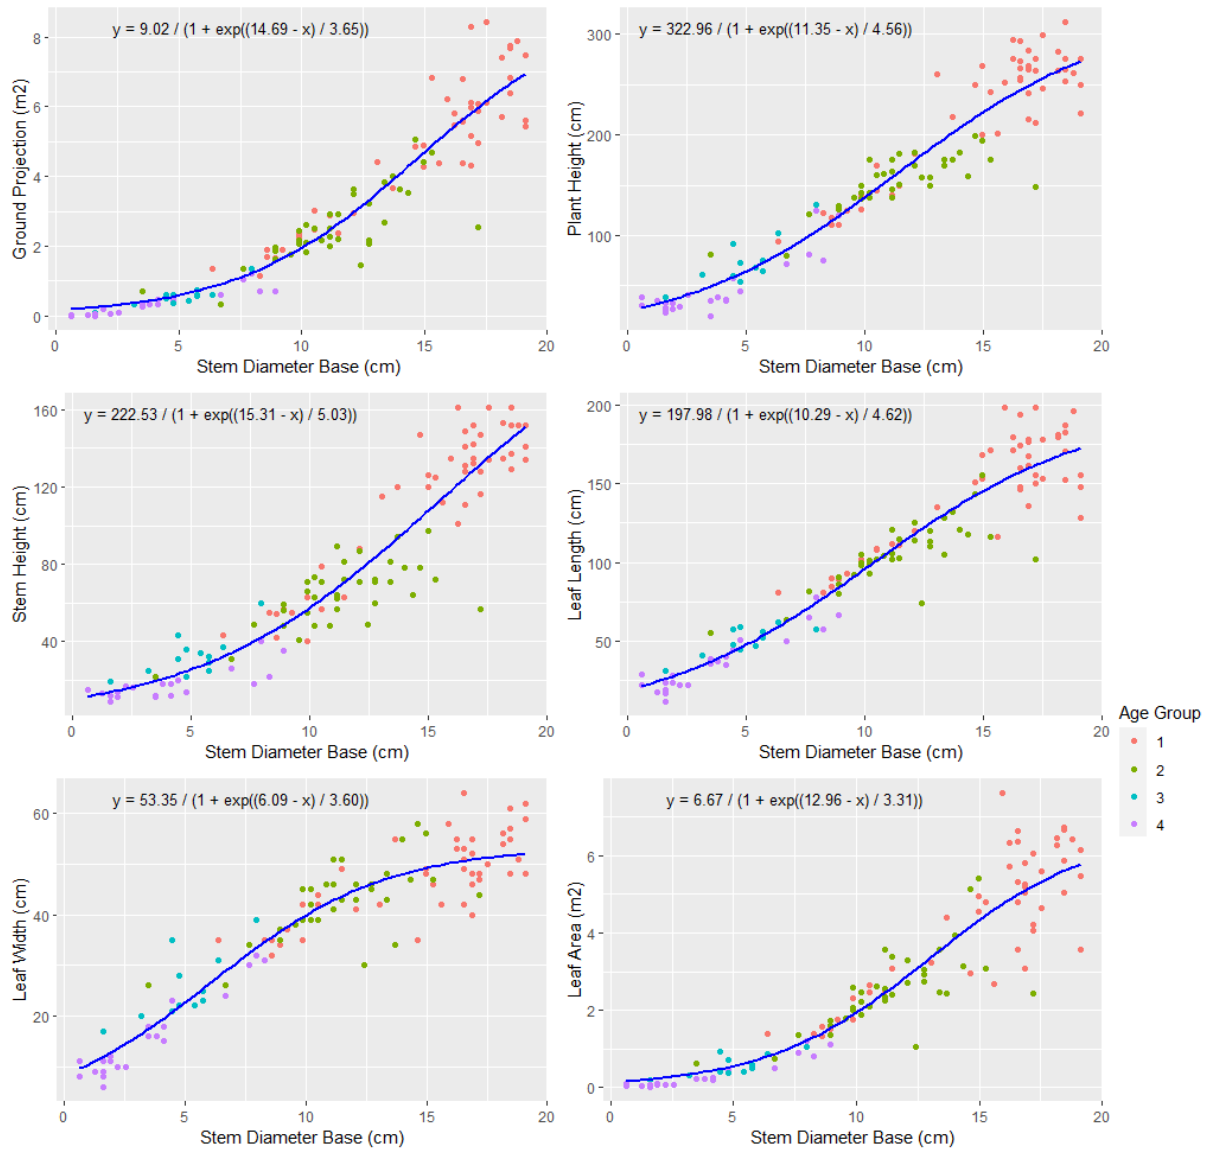 y = 9.02 / (1 + exp((14.69 - x) / 3.65))
8
6
4
2
0
Ground Projection (m2)
0 5 10 15 20
Stem Diameter Base (cm)
y = 322.96 / (1 + exp((11.35 - x) / 4.56))
300
200
100
Plant Height (cm)
0 5 10 15 20
Stem Diameter Base (cm)
y = 222.53 / (1 + exp((15.31 - x) / 5.03))
160
120
80
40
Stem Height (cm)
0 5 10 15 20
Stem Diameter Base (cm)
y = 197.98 / (1 + exp((10.29 - x) / 4.62))
200
150
100
50
Leaf Length (cm)
0 5 10 15 20
Stem Diameter Base (cm)
y = 53.35 / (1 + exp((6.09 - x) / 3.60))
60
40
20
Leaf Width (cm)
0 5 10 15 20
Stem Diameter Base (cm)
y = 6.67 / (1 + exp((12.96 - x) / 3.31))
6
4
2
0
Leaf Area (m2)
0 5 10 15 20
Stem Diameter Base (cm)
Age Group
1
2
3
4